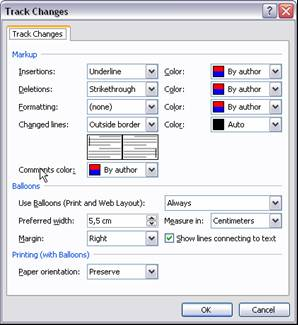 Track Changes
Track Changes
Markup
Insertions: Underline Color: By author
Deletions: Strikethrough Color: By author
Formatting: (none) Color: By author
Changed lines: Outside border Color: Auto
Comments color: By author
Balloons
Use Balloons (Print and Web Layout): Always
Preferred width: 5,5 cm Measure in: Centimeters
Margin: Right Show lines connecting to text
Printing (with Balloons)
Paper orientation: Preserve
OK Cancel